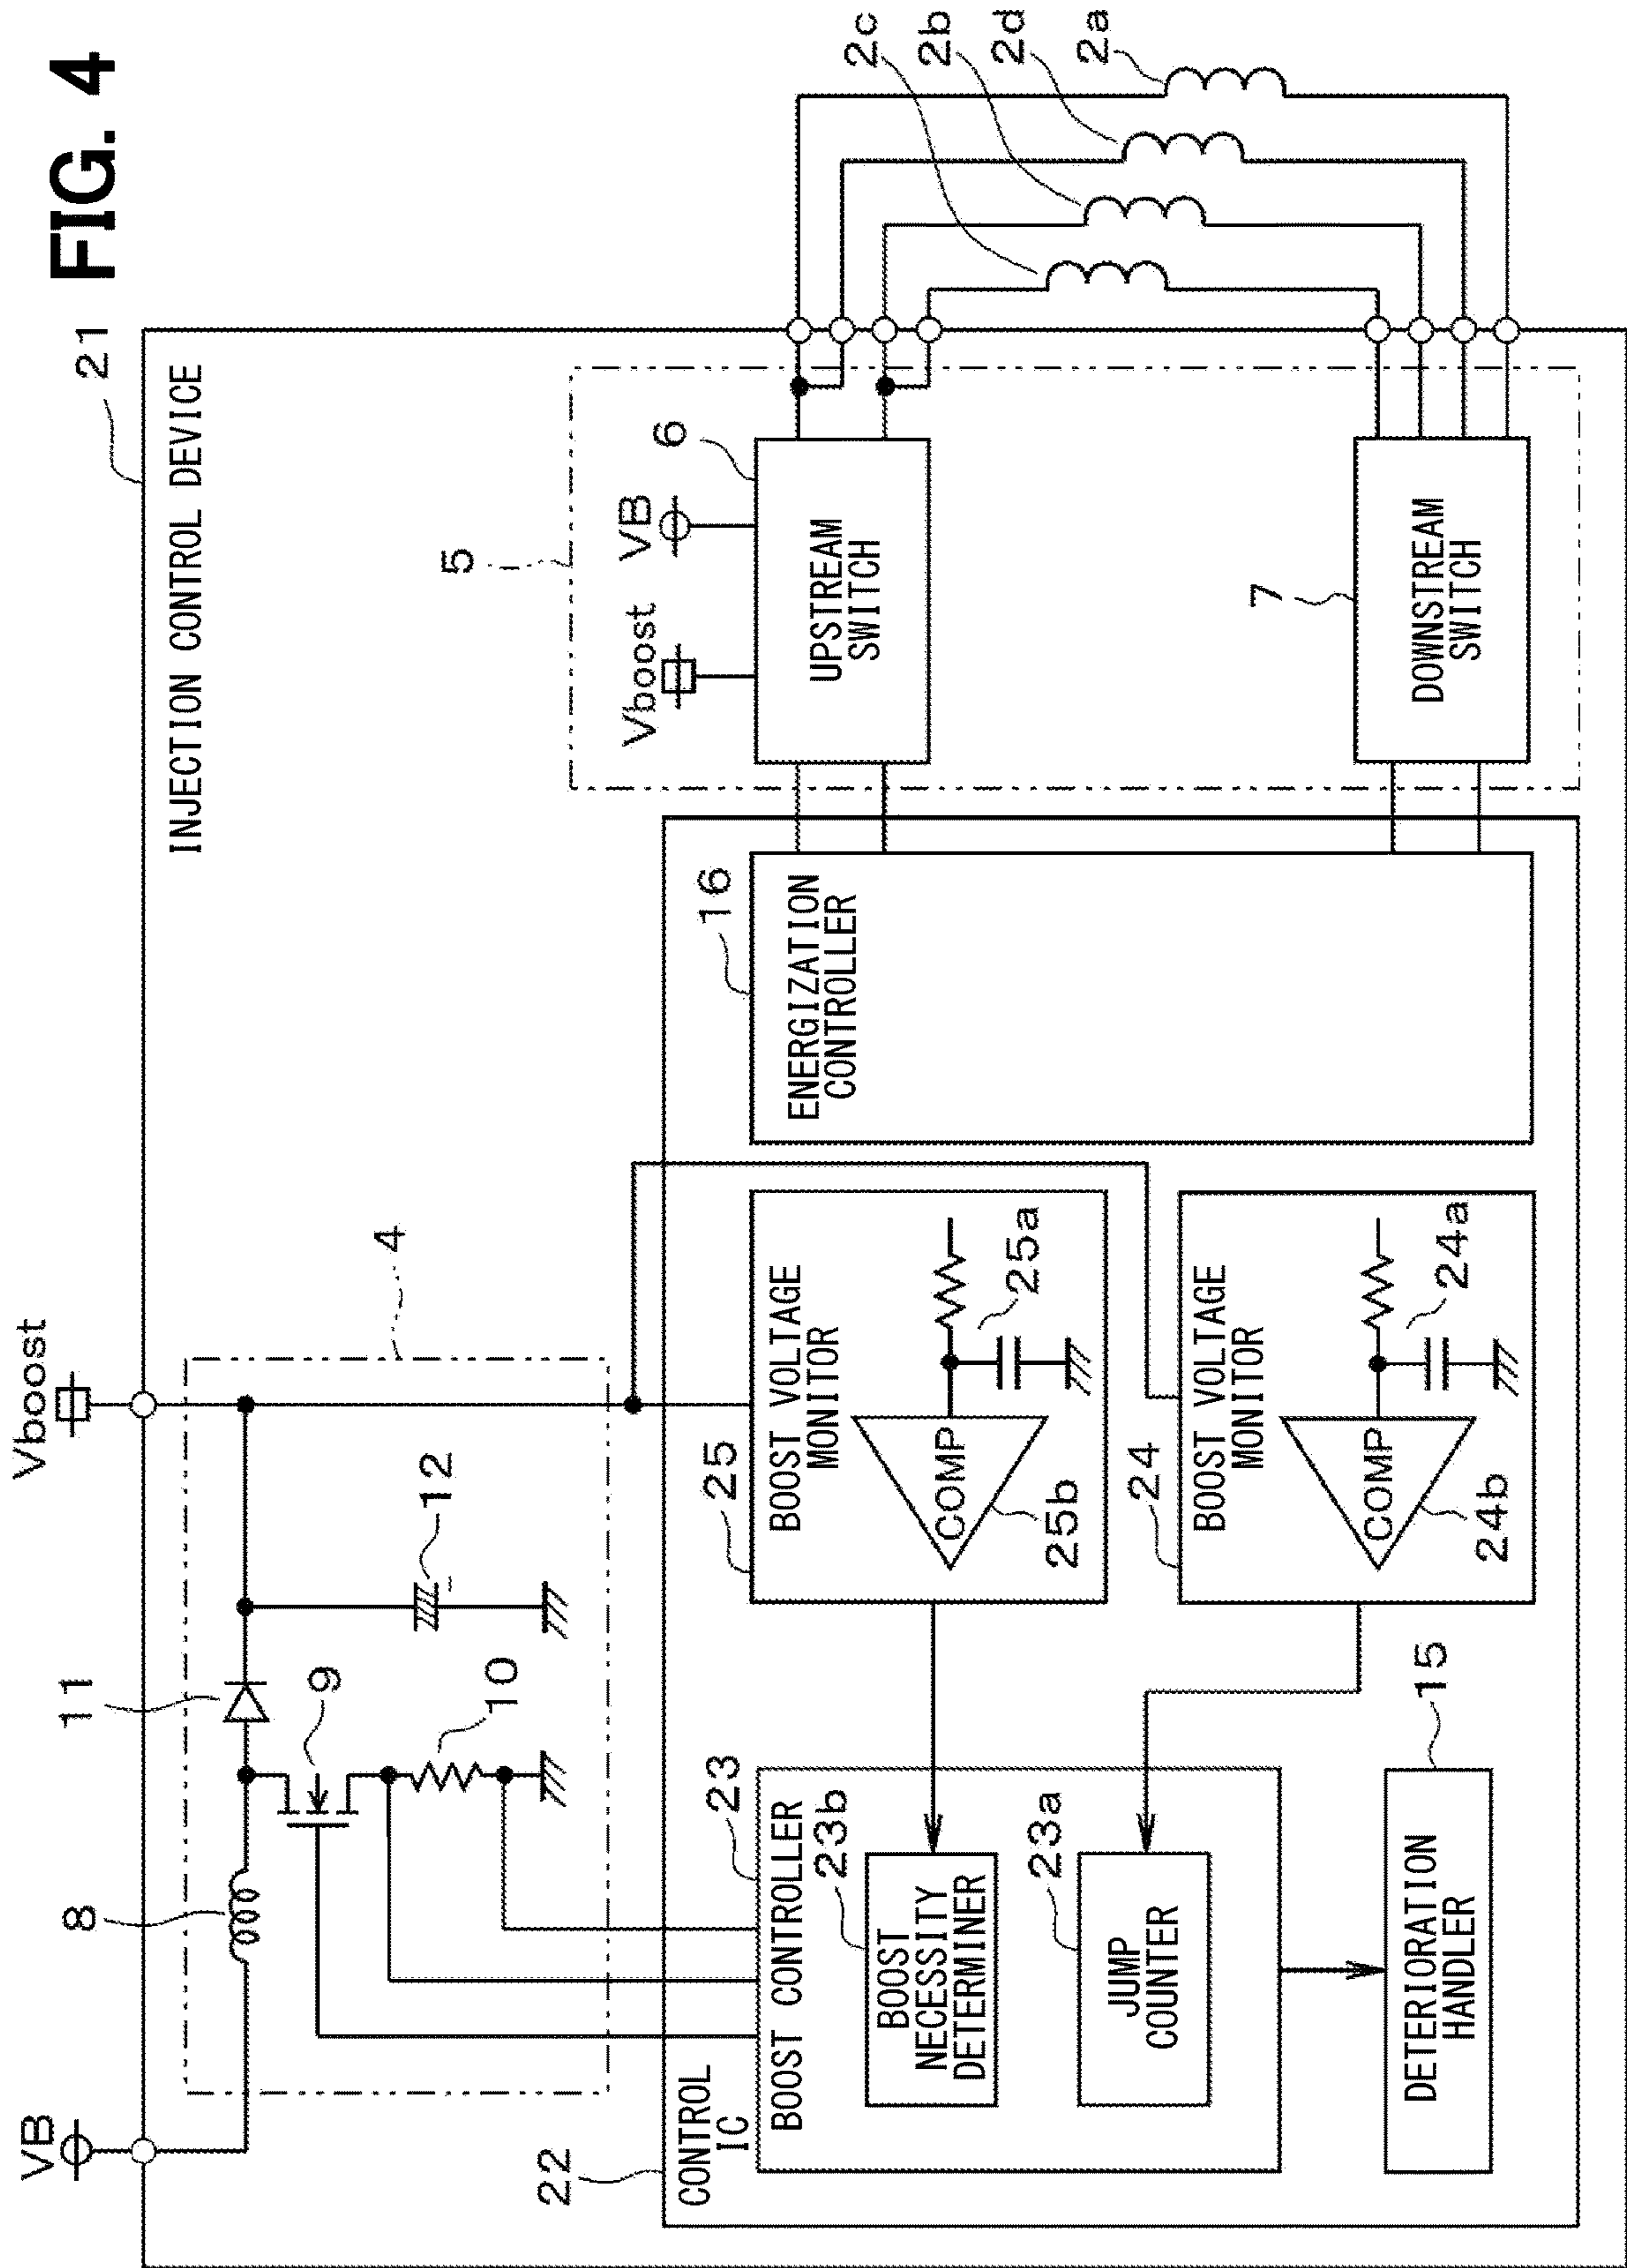 FIG. 4
21
INJECTION CONTROL DEVICE
VB
Vboost
8
11
9
10
12
4
22
CONTROL
IC
BOOST CONTROLLER
23
23b
BOOST
NECESSITY
DETERMINER
23a
JUMP
COUNTER
15
DETERIORATION
HANDLER
25
BOOST VOLTAGE
MONITOR
COMP
25a
25b
24
BOOST VOLTAGE
MONITOR
COMP
24a
24b
16
ENERGIZATION
CONTROLLER
5
Vboost
VB
6
UPSTREAM
SWITCH
7
DOWNSTREAM
SWITCH
2c
2b
2d
2a